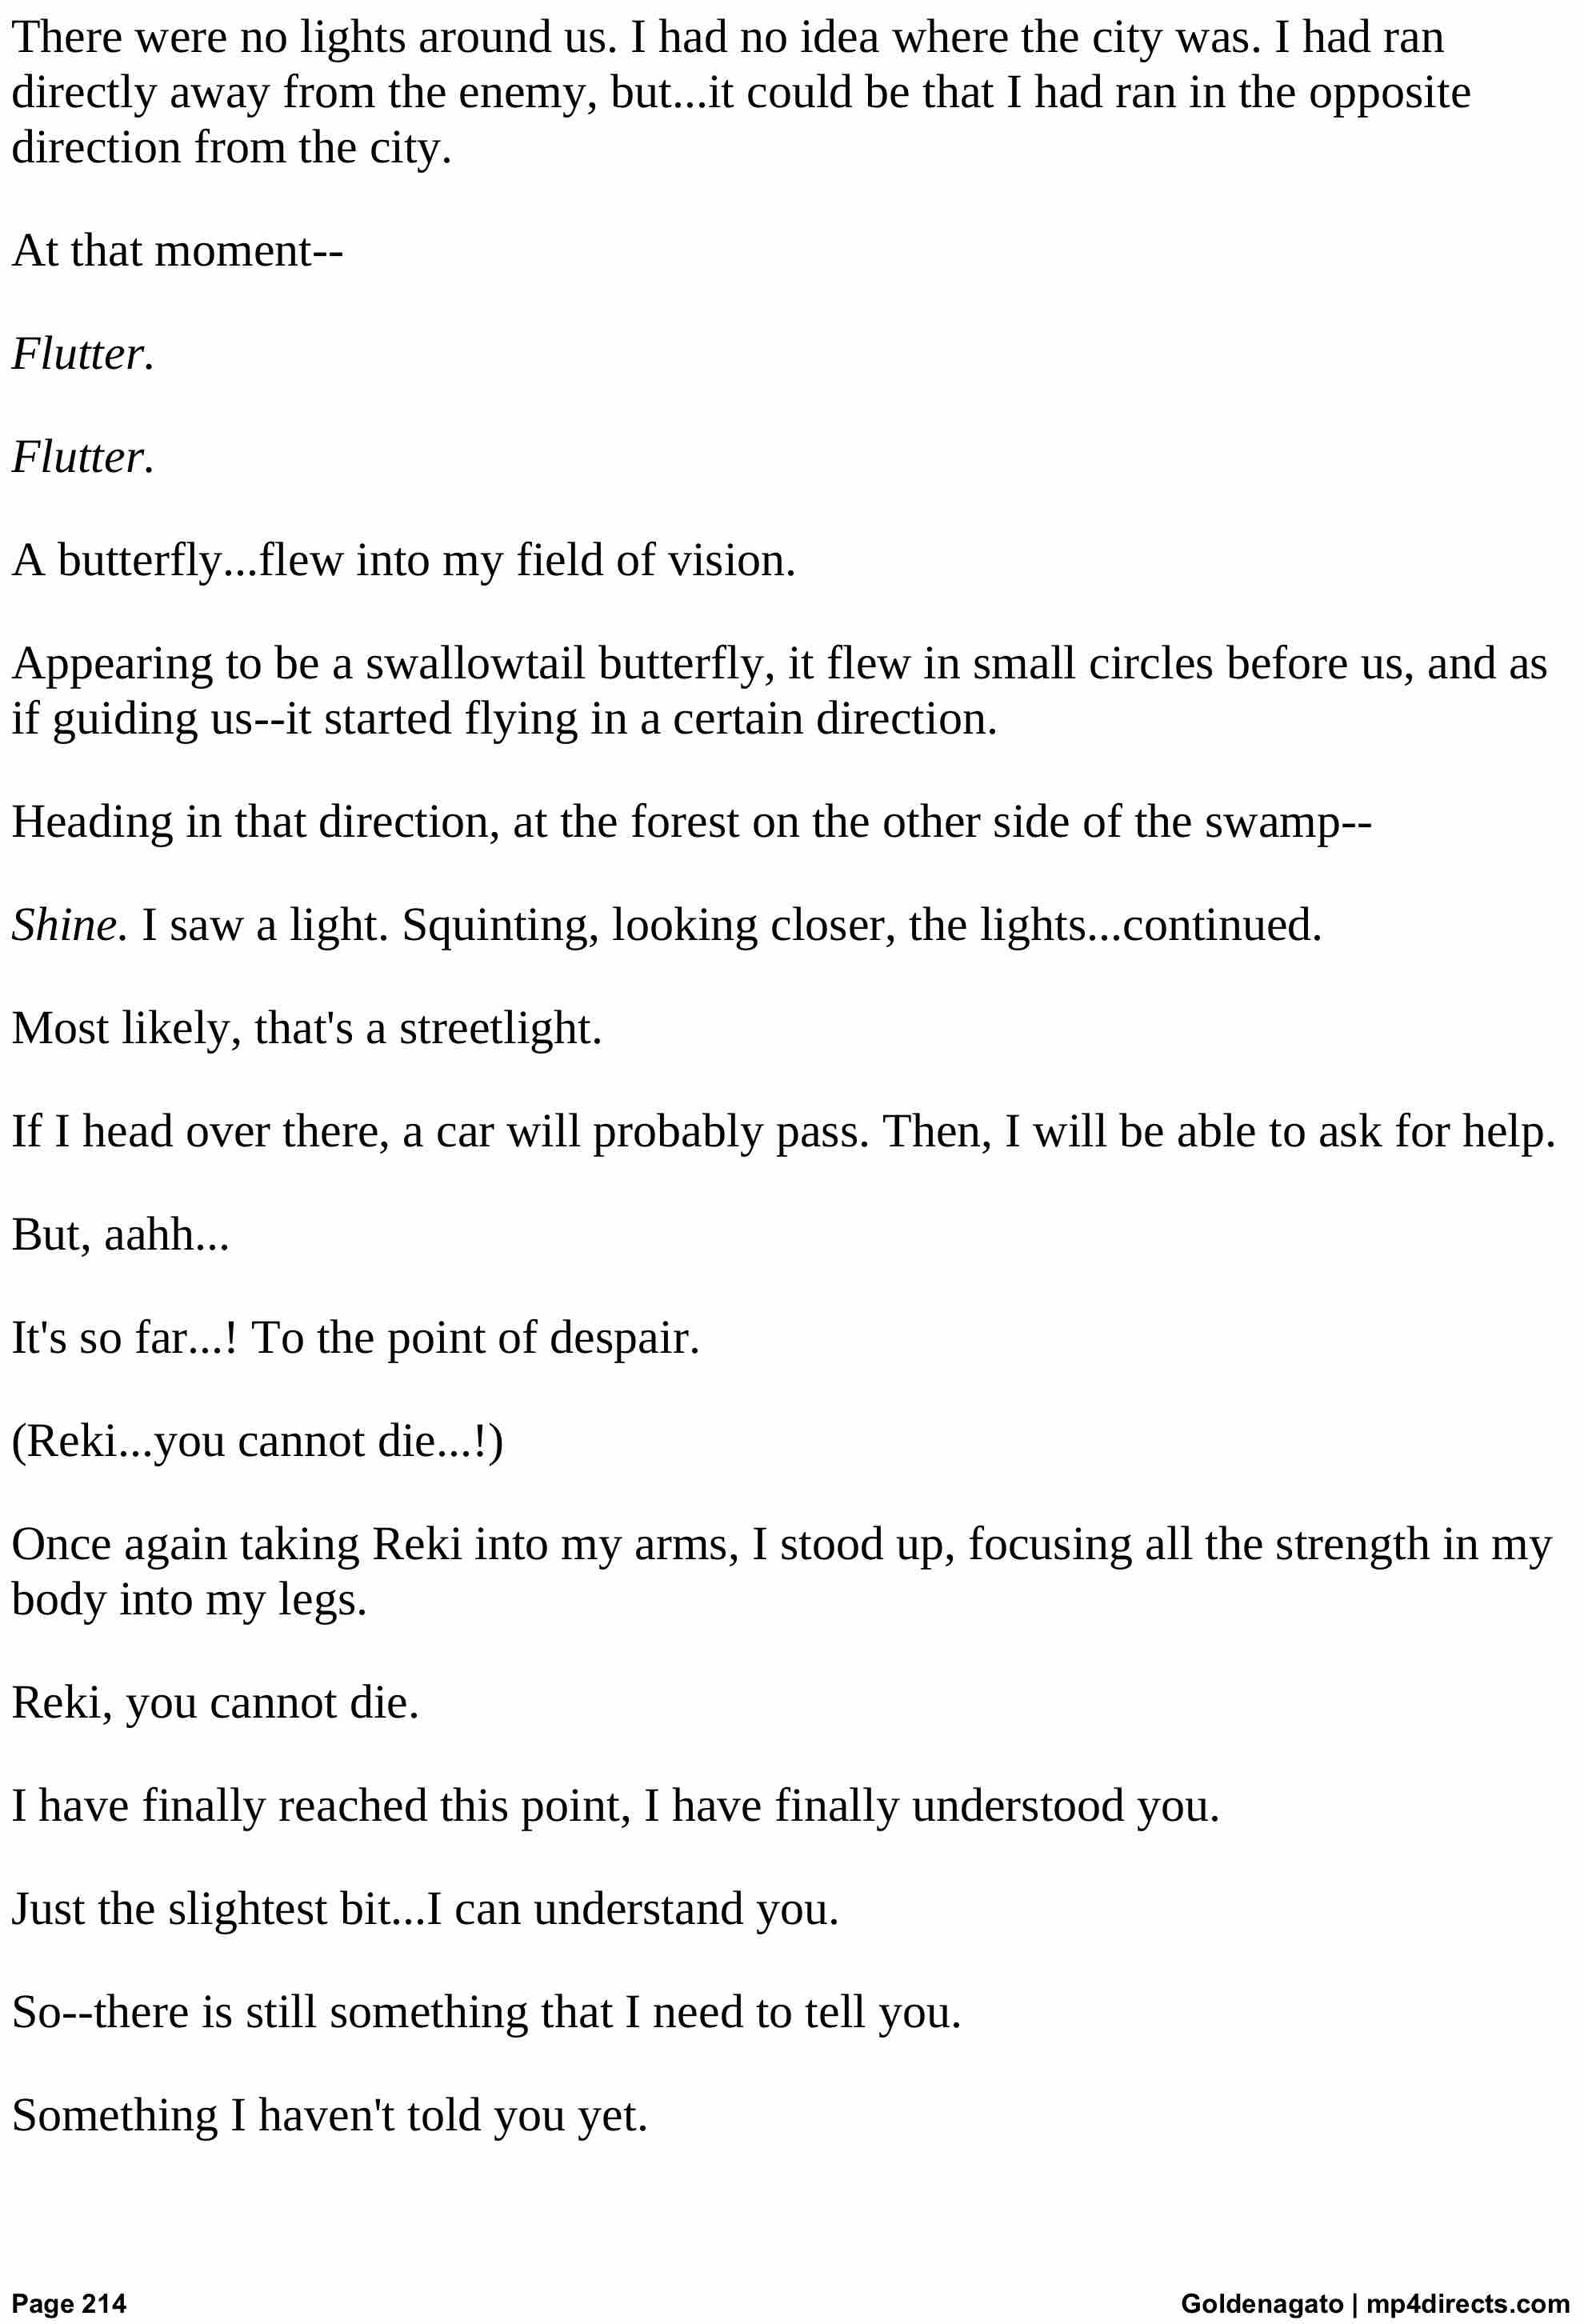 There were no lights around us. I had no idea where the city was. I had ran
directly away from the enemy, but...it could be that I had ran in the opposite
direction from the city.
At that moment--
Flutter.
Flutter.
A butterfly...flew into my field of vision.
Appearing to be a swallowtail butterfly, it flew in small circles before us, and as
if guiding us--it started flying in a certain direction.
Heading in that direction, at the forest on the other side of the swamp--
Shine. I saw a light. Squinting, looking closer, the lights...continued.
Most likely, that's a streetlight.
If I head over there, a car will probably pass. Then, I will be able to ask for help.
But, aahh...
It's so far...! To the point of despair.
(Reki...you cannot die...!)
Once again taking Reki into my arms, I stood up, focusing all the strength in my
body into my legs.
Reki, you cannot die.
I have finally reached this point, I have finally understood you.
Just the slightest bit...I can understand you.
So--there is still something that I need to tell you.
Something I haven't told you yet.
Page 214
Goldenagato | mp4directs.com